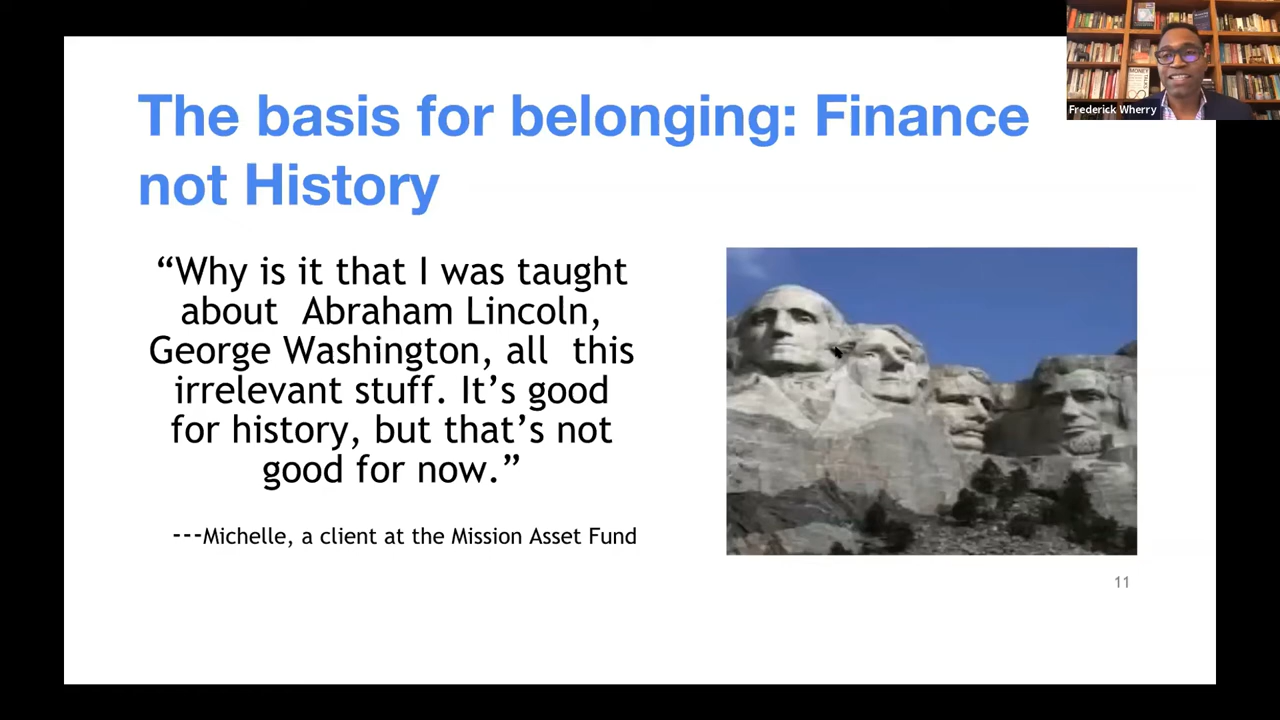 The basis for belonging: Finance
not History
“Why is it that I was taught
about Abraham Lincoln,
George Washington, all this
irrelevant stuff. It’s good
for history, but that’s not
good for now.”
---Michelle, a client at the Mission Asset Fund
11
Frederick Wherry
MONEY